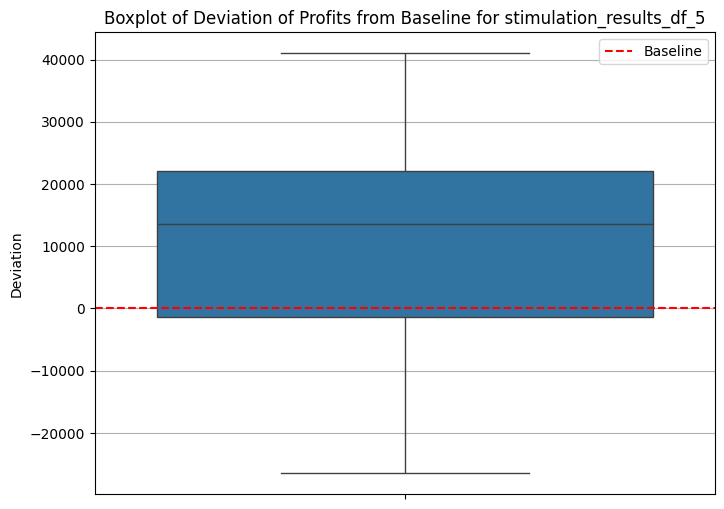 Boxplot of Deviation of Profits from Baseline for stimulation_results_df_5
Baseline
40000
30000
20000
10000
0
−10000
−20000
Deviation